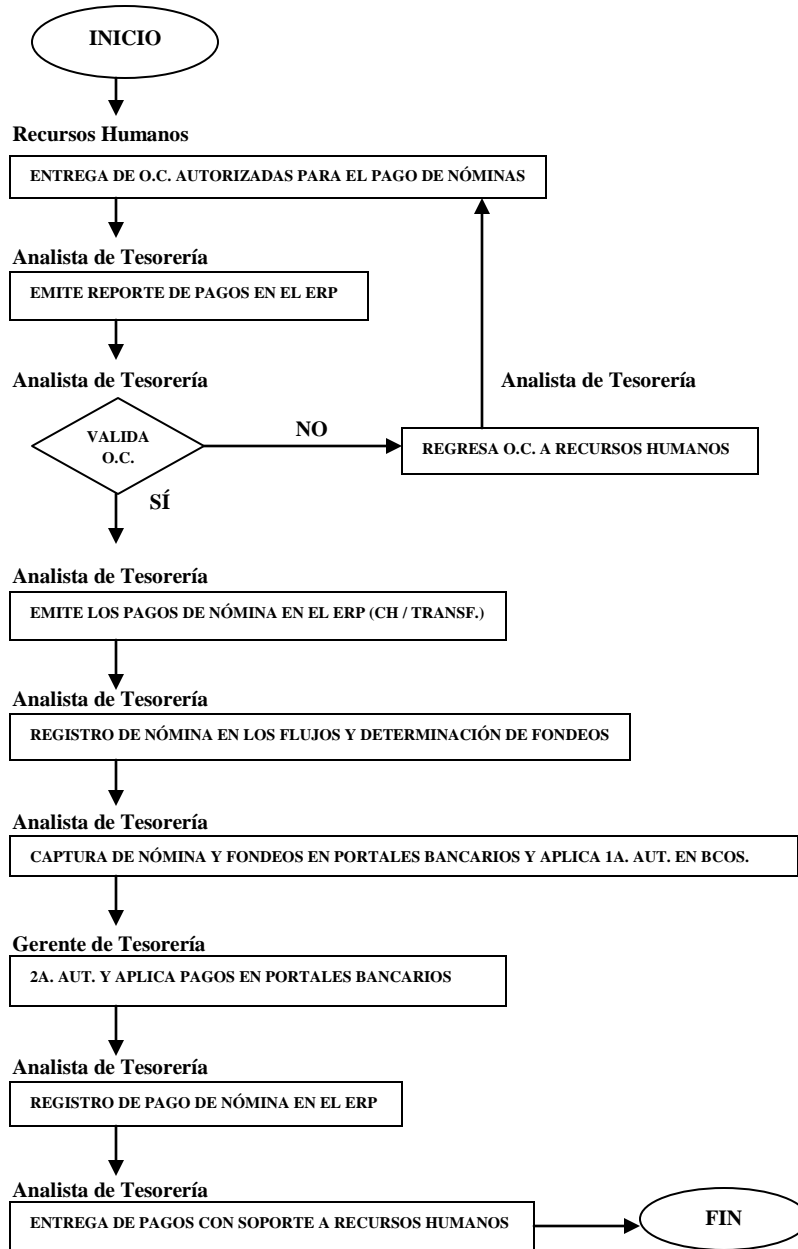 INICIO
Recursos Humanos
ENTREGA DE O.C. AUTORIZADAS PARA EL PAGO DE NÓMINAS
Analista de Tesorería
EMITE REPORTE DE PAGOS EN EL ERP
Analista de Tesorería
Analista de Tesorería
VALIDA
O.C.
NO
REGRESA O.C. A RECURSOS HUMANOS
SÍ
Analista de Tesorería
EMITE LOS PAGOS DE NÓMINA EN EL ERP (CH / TRANSF.)
Analista de Tesorería
REGISTRO DE NÓMINA EN LOS FLUJOS Y DETERMINACIÓN DE FONDEOS
Analista de Tesorería
CAPTURA DE NÓMINA Y FONDEOS EN PORTALES BANCARIOS Y APLICA 1A. AUT. EN BCOS.
Gerente de Tesorería
2A. AUT. Y APLICA PAGOS EN PORTALES BANCARIOS
Analista de Tesorería
REGISTRO DE PAGO DE NÓMINA EN EL ERP
Analista de Tesorería
ENTREGA DE PAGOS CON SOPORTE A RECURSOS HUMANOS
FIN